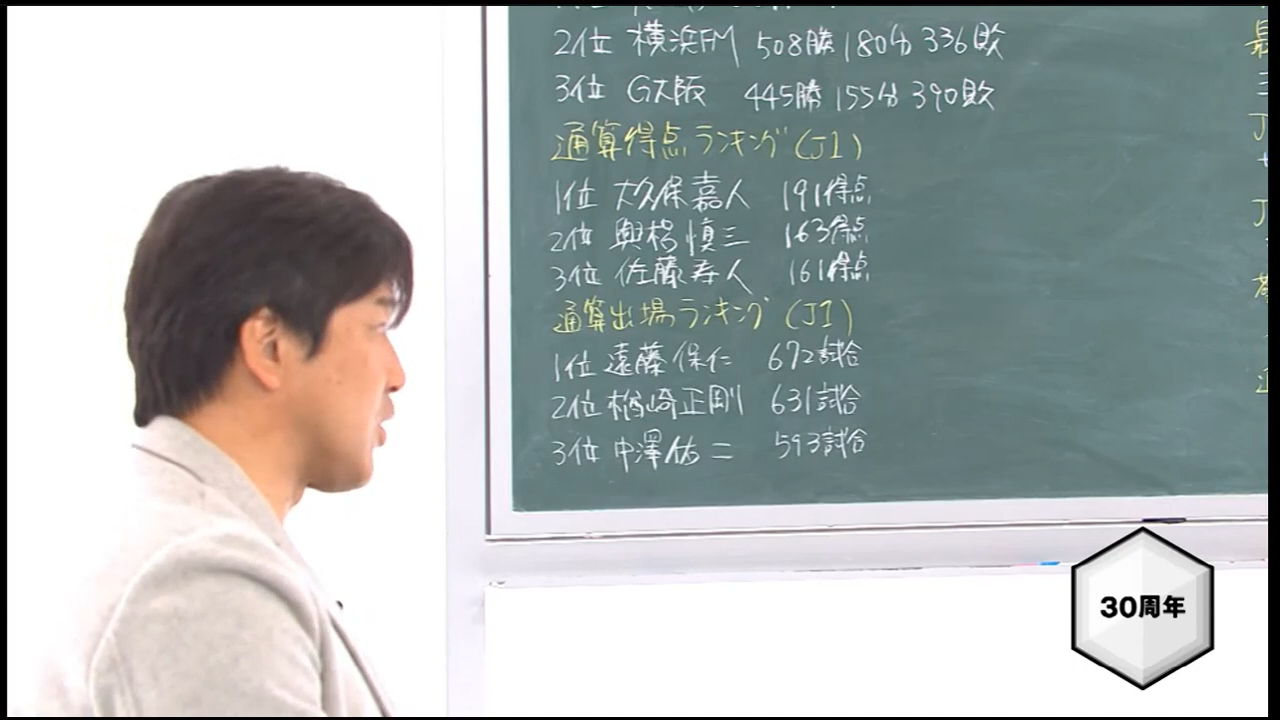 2位 横浜FM 508勝 180分 336敗
3位 G大阪 445勝 155分 390敗
通算得点ランキング(J1)
1位 大久保嘉人 191得点
2位 興梠慎三 163得点
3位 佐藤寿人 161得点
通算出場ランキング(J1)
1位 遠藤保仁 672試合
2位 楢崎正剛 631試合
3位 中澤佑二 593試合
30周年